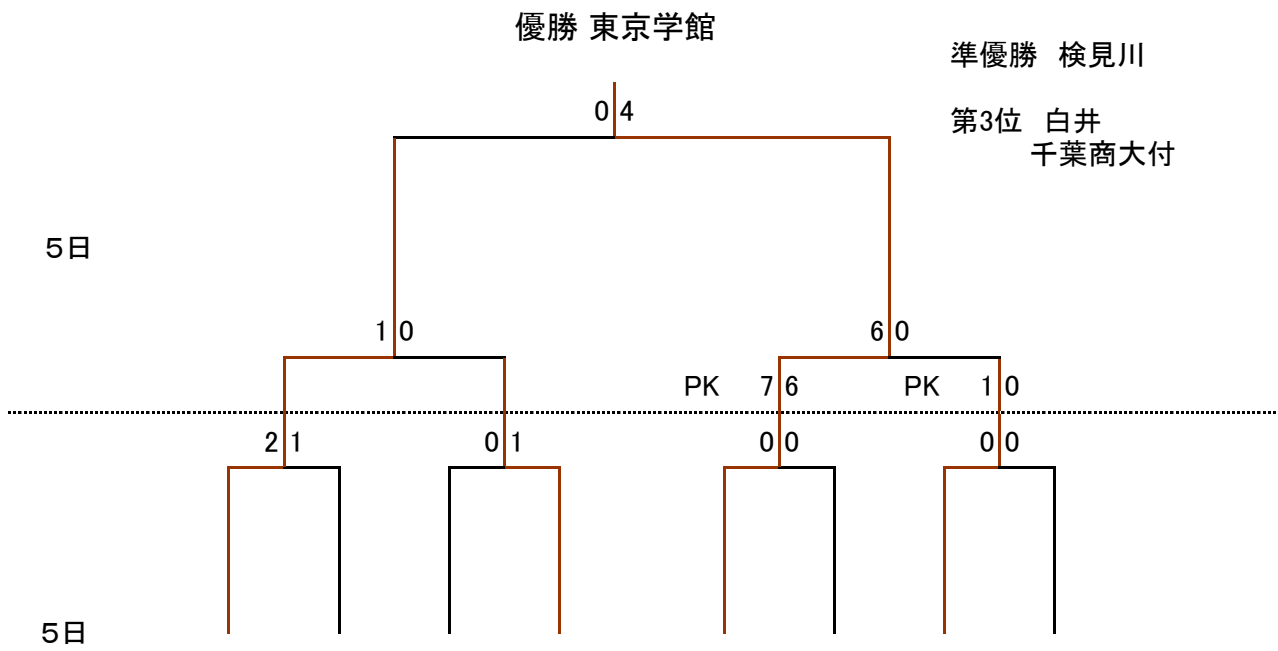 優勝 東京学館
準優勝　検見川
0 4
第3位　白井
千葉商大付
５日
1 0
6 0
PK 7 6
PK 1 0
2 1
0 1
0 0
0 0
５日